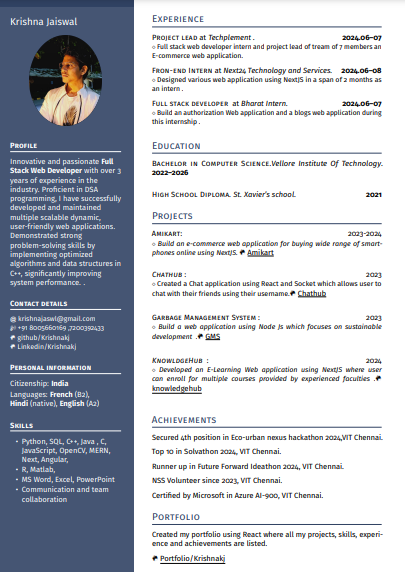 Krishna Jaiswal
Profile
Innovative and passionate Full
Stack Web Developer with over 3
years of experience in the
industry. Proficient in DSA
programming, I have successfully
developed and maintained
multiple scalable dynamic,
user-friendly web applications.
Demonstrated strong
problem-solving skills by
implementing optimized
algorithms and data structures in
C++, significantly improving
system performance. .
Contact details
krishnajaswl@gmail.com
+91 8005660169 ,7200392433
github/Krishnakj
Linkedin/Krishnakj
Personal information
Citizenship: India
Languages: French (B2),
Hindi (native), English (A2)
Skills
• Python, SQL, C++, Java , C,
JavaScript, OpenCV, MERN,
Next, Angular,
• R, Matlab,
• MS Word, Excel, PowerPoint
• Communication and team
collaboration
Experience
Project lead at Techplement . 2024.06–07
◦ Full stack web developer intern and project lead of tream of 7 members an
E-commerce web application.
Fron-end Intern at Next24 Technology and Services. 2024.06–08
◦ Designed various web application using NextJS in a span of 2 months as
an intern .
Full stack developer at Bharat Intern. 2024.06–07
◦ Build an authorization Web application and a blogs web application during
this internship .
Education
Bachelor in Computer Science.Vellore Institute Of Technology.
2022–2026
High School Diploma. St. Xavier's school. 2021
Projects
Amikart: 2023-2024
◦ Build an e-commerce web application for buying wide range of smart-
phones online using NextJS. Amikart
Chathub : 2023
◦ Created a Chat application using React and Socket which allows user to
chat with their friends using their username. Chathub
Garbage Management System : 2023
◦ Build a web application using Node Js which focuses on sustainable
development . GMS
KnowldgeHub : 2024
◦ Developed an E-Learning Web application using NextJS where user
can enroll for multiple courses provided by experienced faculties .
knowledgehub
Achievements
Secured 4th position in Eco-urban nexus hackathon 2024,VIT Chennai.
Top 10 in Solvathon 2024, VIT Chennai.
Runner up in Future Forward Ideathon 2024, VIT Chennai.
NSS Volunteer since 2023, VIT Chennai.
Certified by Microsoft in Azure AI-900, VIT Chennai.
Portfolio
Created my portfolio using React where all my projects, skills, experi-
ence and achievements are listed.
Portfolio/Krishnakj